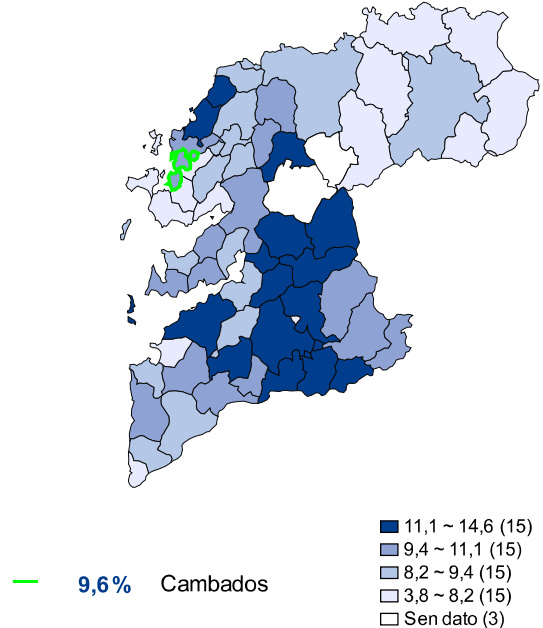 11,1 ~ 14,6 (15)
9,4 ~ 11,1 (15)
8,2 ~ 9,4 (15)
3,8 ~ 8,2 (15)
Sen dato (3)
9,6% Cambados